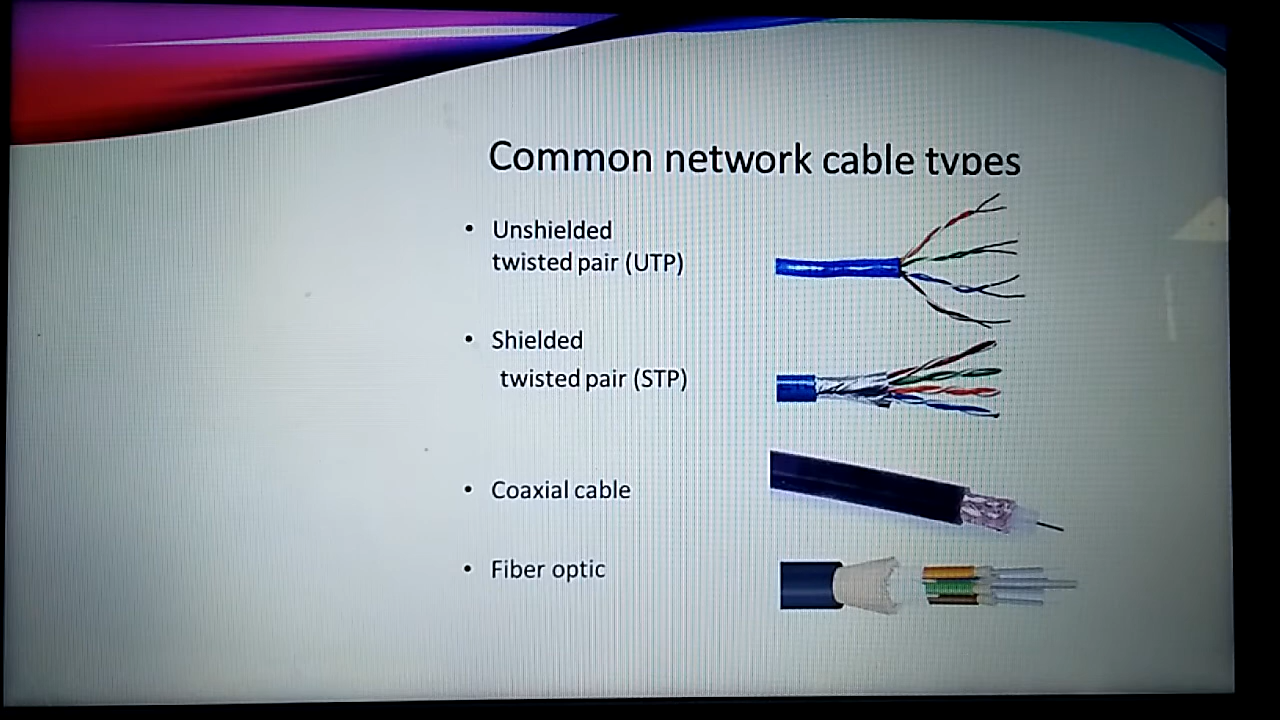 Common network cable types
• Unshielded
twisted pair (UTP)
• Shielded
twisted pair (STP)
• Coaxial cable
• Fiber optic